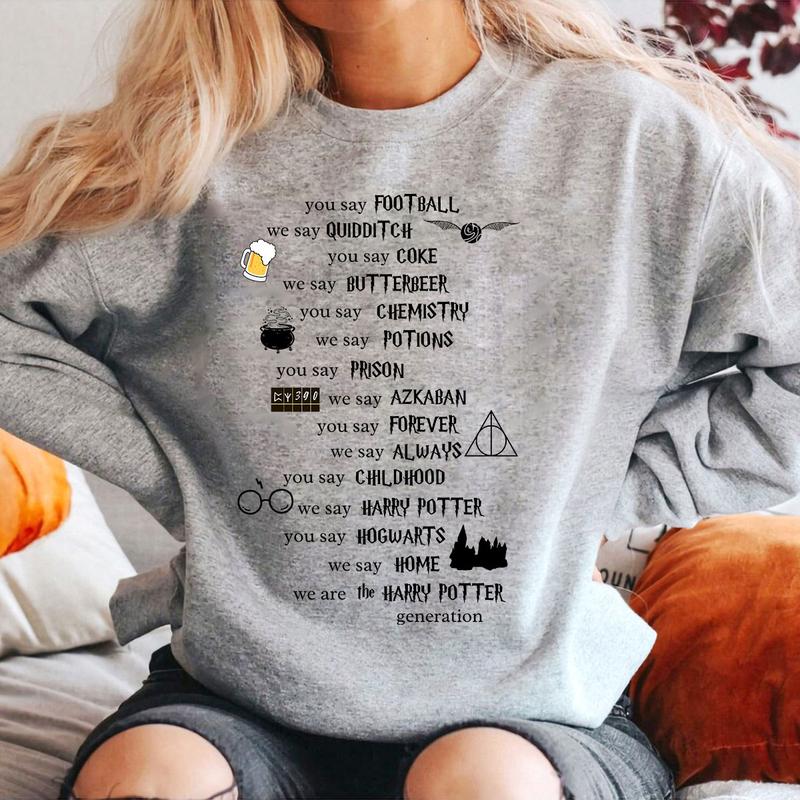 you say FOOTBALL
we say QUIDDITCH
you say COKE
we say BUTTERBEER
you say CHEMISTRY
we say POTIONS
you say PRISON
we say AZKABAN
you say FOREVER
we say ALWAYS
you say CHILDHOOD
we say HARRY POTTER
you say HOGWARTS
we say HOME
we are the HARRY POTTER
generation